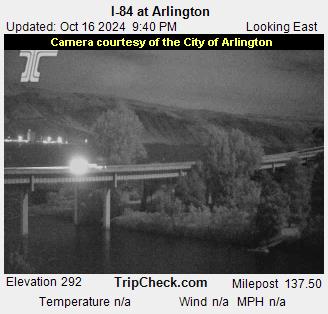 I-84 at Arlington
Updated: Oct 16 2024 9:40 PM Looking East
Camera courtesy of the City of Arlington
Elevation 292 TripCheck.com Milepost 137.50
Temperature n/a Wind n/a MPH n/a